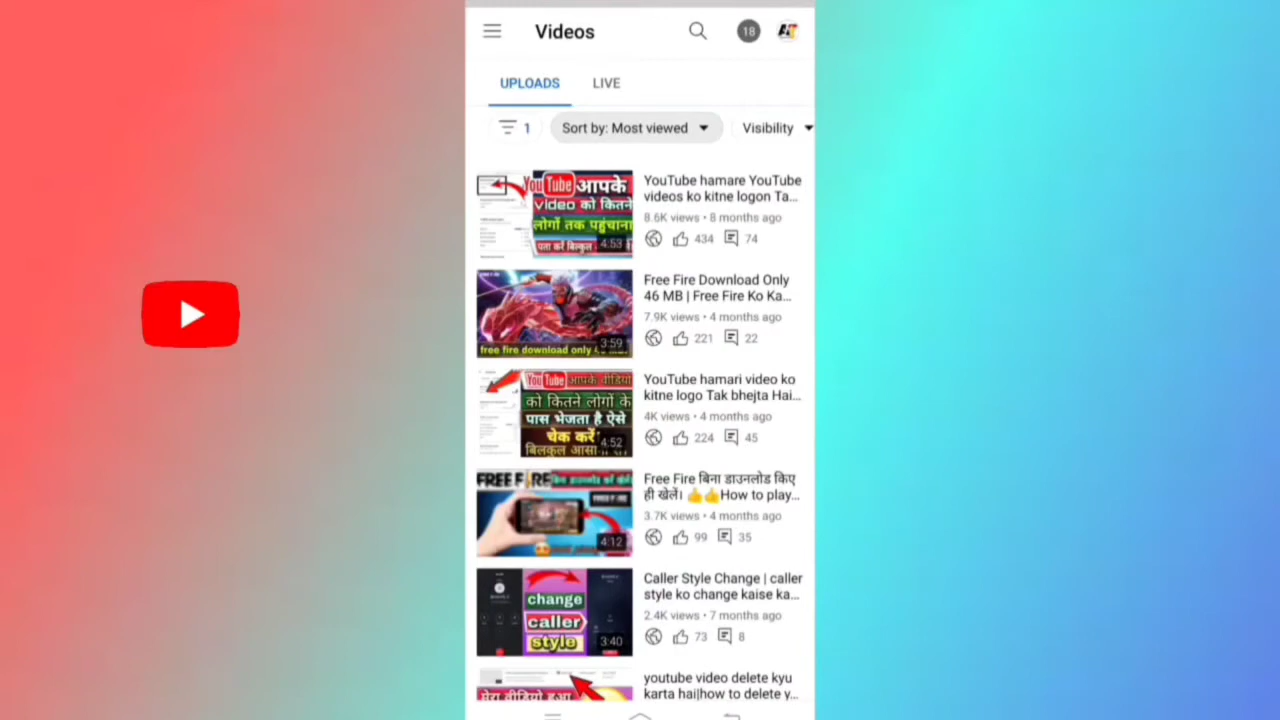 Videos
18
UPLOADS
LIVE
1
Sort by: Most viewed
Visibility
YouTube आपके
video को कितने
लोगों तक पहुंचाना
पता करें बिल्कुल
4:53
YouTube hamare YouTube
videos ko kitne logon Ta...
8.6K views • 8 months ago
434
74
free fire download only
3:59
Free Fire Download Only
46 MB | Free Fire Ko Ka...
7.9K views • 4 months ago
221
22
YouTube आपके वीडियो
को कितने लोगों के
पास भेजता है ऐसे
चेक करें
बिलकुल
4:52
YouTube hamari video ko
kitne logo Tak bhejta Hai...
4K views • 4 months ago
224
45
FREE FIRE
FREE FIRE
4:12
Free Fire बिना डाउनलोड किए
ही खेलें। 👍👍How to play...
3.7K views • 4 months ago
99
35
change
caller
style
3:40
Caller Style Change | caller
style ko change kaise ka...
2.4K views • 7 months ago
73
8
मेरा वीडियो हुआ
youtube video delete kyu
karta hai|how to delete y...